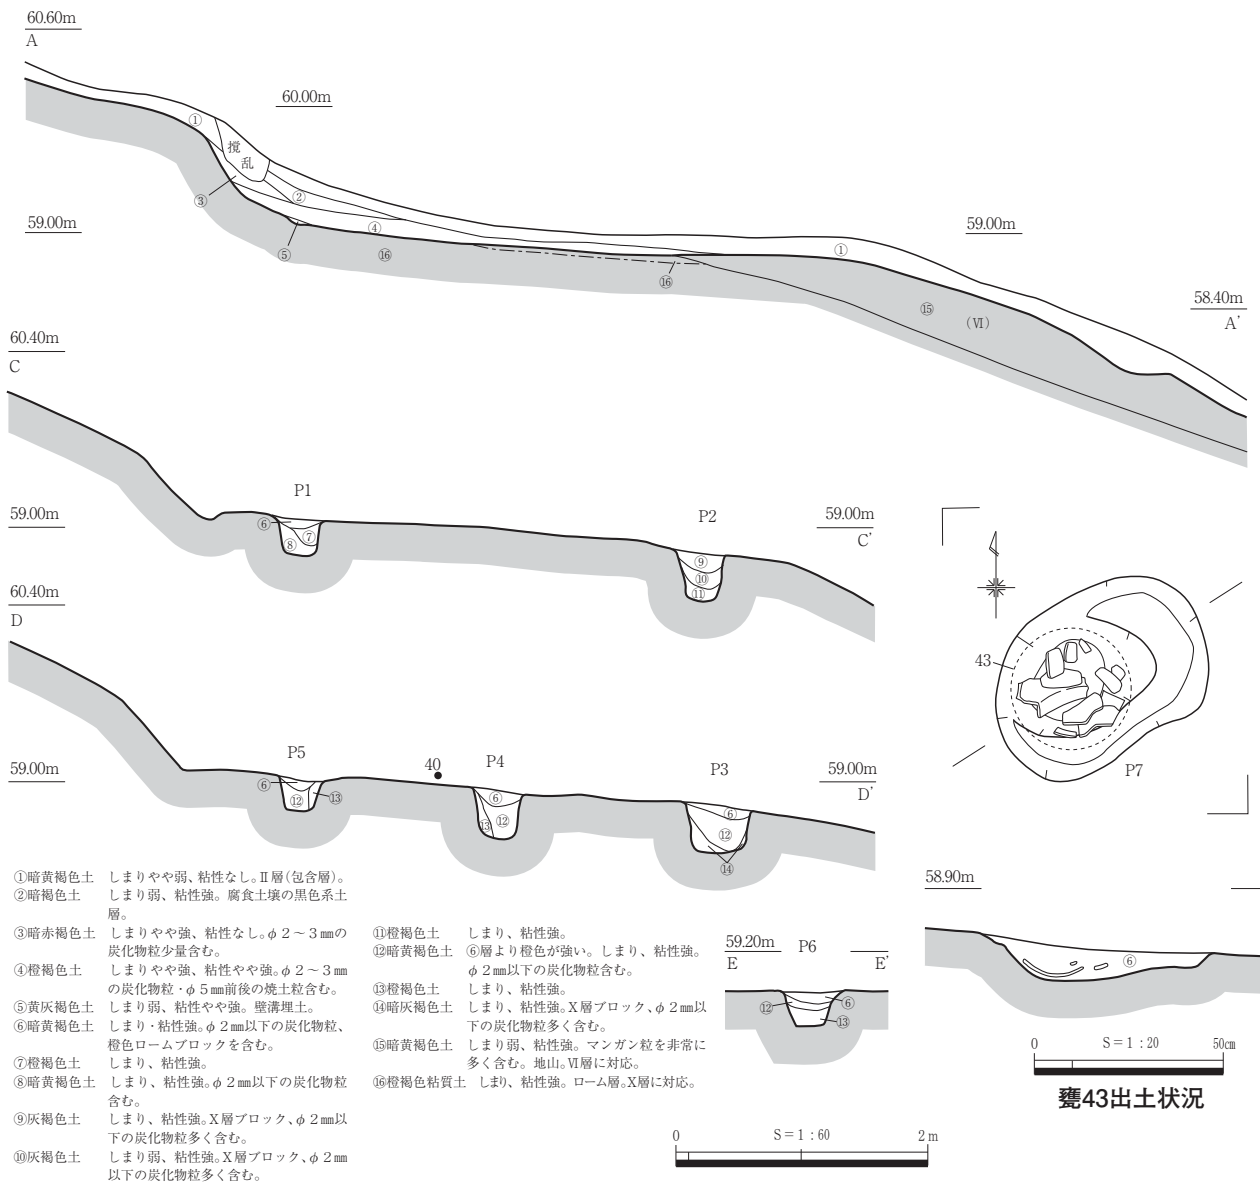 60.60m
A
60.00m
①
撹
乱
②
③
59.00m
④
⑤
⑯
59.00m
①
⑯
⑮
(Ⅵ)
58.40m
A'
60.40m
C
P1
P2
59.00m
⑥
⑦
⑧
59.00m
C'
⑨
⑩
⑪
60.40m
D
P5
40
P4
P3
59.00m
⑥
⑫
⑬
⑥
⑬
⑫
⑥
⑫
⑭
59.00m
D'
43
P7
①暗黄褐色土 しまりやや弱、粘性なし。Ⅱ層(包含層)。
②暗褐色土 しまり弱、粘性強。腐食土壌の黒色系土
層。
③暗赤褐色土 しまりやや強、粘性なし。φ2〜3㎜の
炭化物粒少量含む。
④橙褐色土 しまりやや強、粘性やや強。φ2〜3㎜
の炭化物粒・φ5㎜前後の焼土粒含む。
⑤黄灰褐色土 しまり弱、粘性やや強。壁溝埋土。
⑥暗黄褐色土 しまり・粘性強。φ2㎜以下の炭化物粒、
橙色ロームブロックを含む。
⑦橙褐色土 しまり、粘性強。
⑧暗黄褐色土 しまり、粘性強。φ2㎜以下の炭化物粒
含む。
⑨灰褐色土 しまり、粘性強。Ⅹ層ブロック、φ2㎜以
下の炭化物粒多く含む。
⑩灰褐色土 しまり弱、粘性強。Ⅹ層ブロック、φ2㎜
以下の炭化物粒多く含む。
⑪橙褐色土 しまり、粘性強。
⑫暗黄褐色土 ⑥層より橙色が強い。しまり、粘性強。
φ2㎜以下の炭化物粒含む。
⑬橙褐色土 しまり、粘性強。
⑭暗灰褐色土 しまり、粘性強。Ⅹ層ブロック、φ2㎜以
下の炭化物粒多く含む。
⑮暗黄褐色土 しまり弱、粘性強。マンガン粒を非常に
多く含む。地山。Ⅵ層に対応。
⑯橙褐色粘質土 しまり、粘性強。ローム層。Ⅹ層に対応。
59.20m
E
P6
E'
⑫
⑥
⑬
58.90m
⑥
0 S=1:20 50㎝
甕43出土状況
0 S=1:60 2m